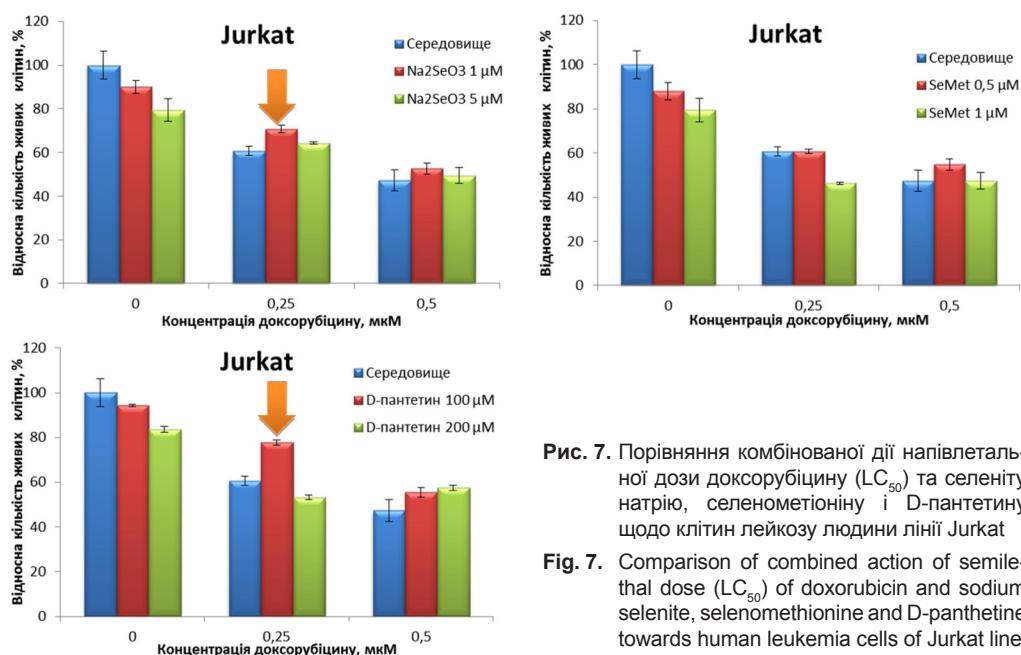 Jurkat
Відносна кількість живих клітин, %
120
100
80
60
40
20
0
Середовище
Na2SeO3 1 µM
Na2SeO3 5 µM
0
0,25
0,5
Концентрація доксорубіцину, мкМ
Jurkat
Відносна кількість живих клітин, %
120
100
80
60
40
20
0
Середовище
SeMet 0,5 µM
SeMet 1 µM
0
0,25
0,5
Концентрація доксорубіцину, мкМ
Jurkat
Відносна кількість живих клітин, %
120
100
80
60
40
20
0
Середовище
D-пантетин 100 µM
D-пантетин 200 µM
0
0,25
0,5
Концентрація доксорубіцину, мкМ
Рис. 7. Порівняння комбінованої дії напівлеталь-
ної дози доксорубіцину (LC50) та селеніту
натрію, селенометіоніну і D-пантетину
щодо клітин лейкозу людини лінії Jurkat
Fig. 7. Comparison of combined action of semile-
thal dose (LC50) of doxorubicin and sodium
selenite, selenomethionine and D-panthetine
towards human leukemia cells of Jurkat line